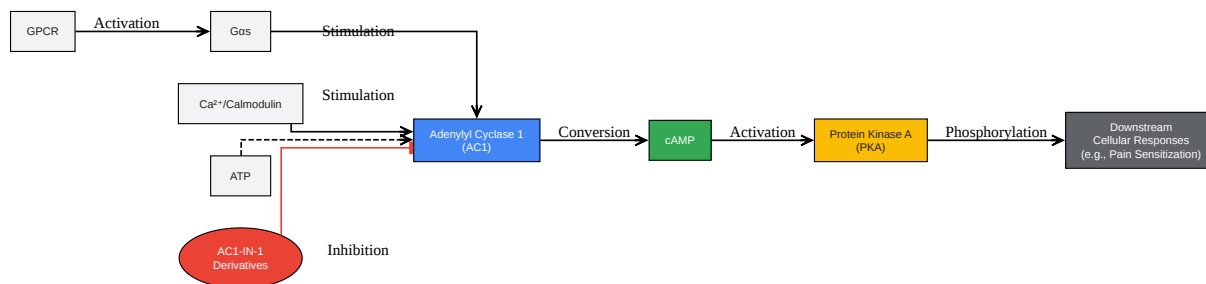 GPCR
Activation
Gαs
Stimulation
Ca²⁺/Calmodulin
Stimulation
Adenylyl Cyclase 1
(AC1)
Conversion
cAMP
Activation
Protein Kinase A
(PKA)
Phosphorylation
Downstream
Cellular Responses
(e.g., Pain Sensitization)
ATP
AC1-IN-1
Derivatives
Inhibition